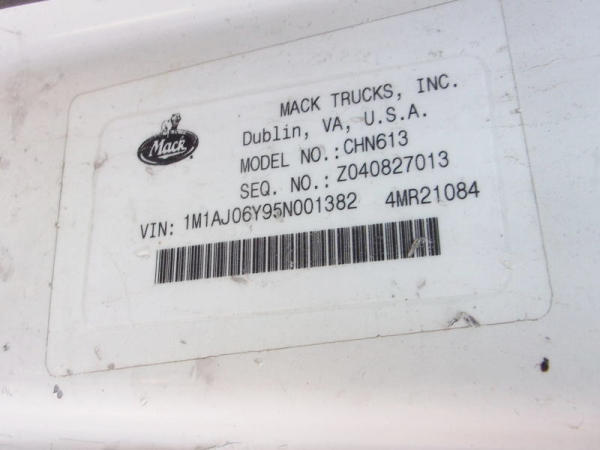 Mack
MACK TRUCKS, INC.
Dublin, VA, U.S.A.
MODEL NO.:CHN613
SEQ. NO.: Z040827013
VIN: 1M1AJ06Y95N001382 4MR21084